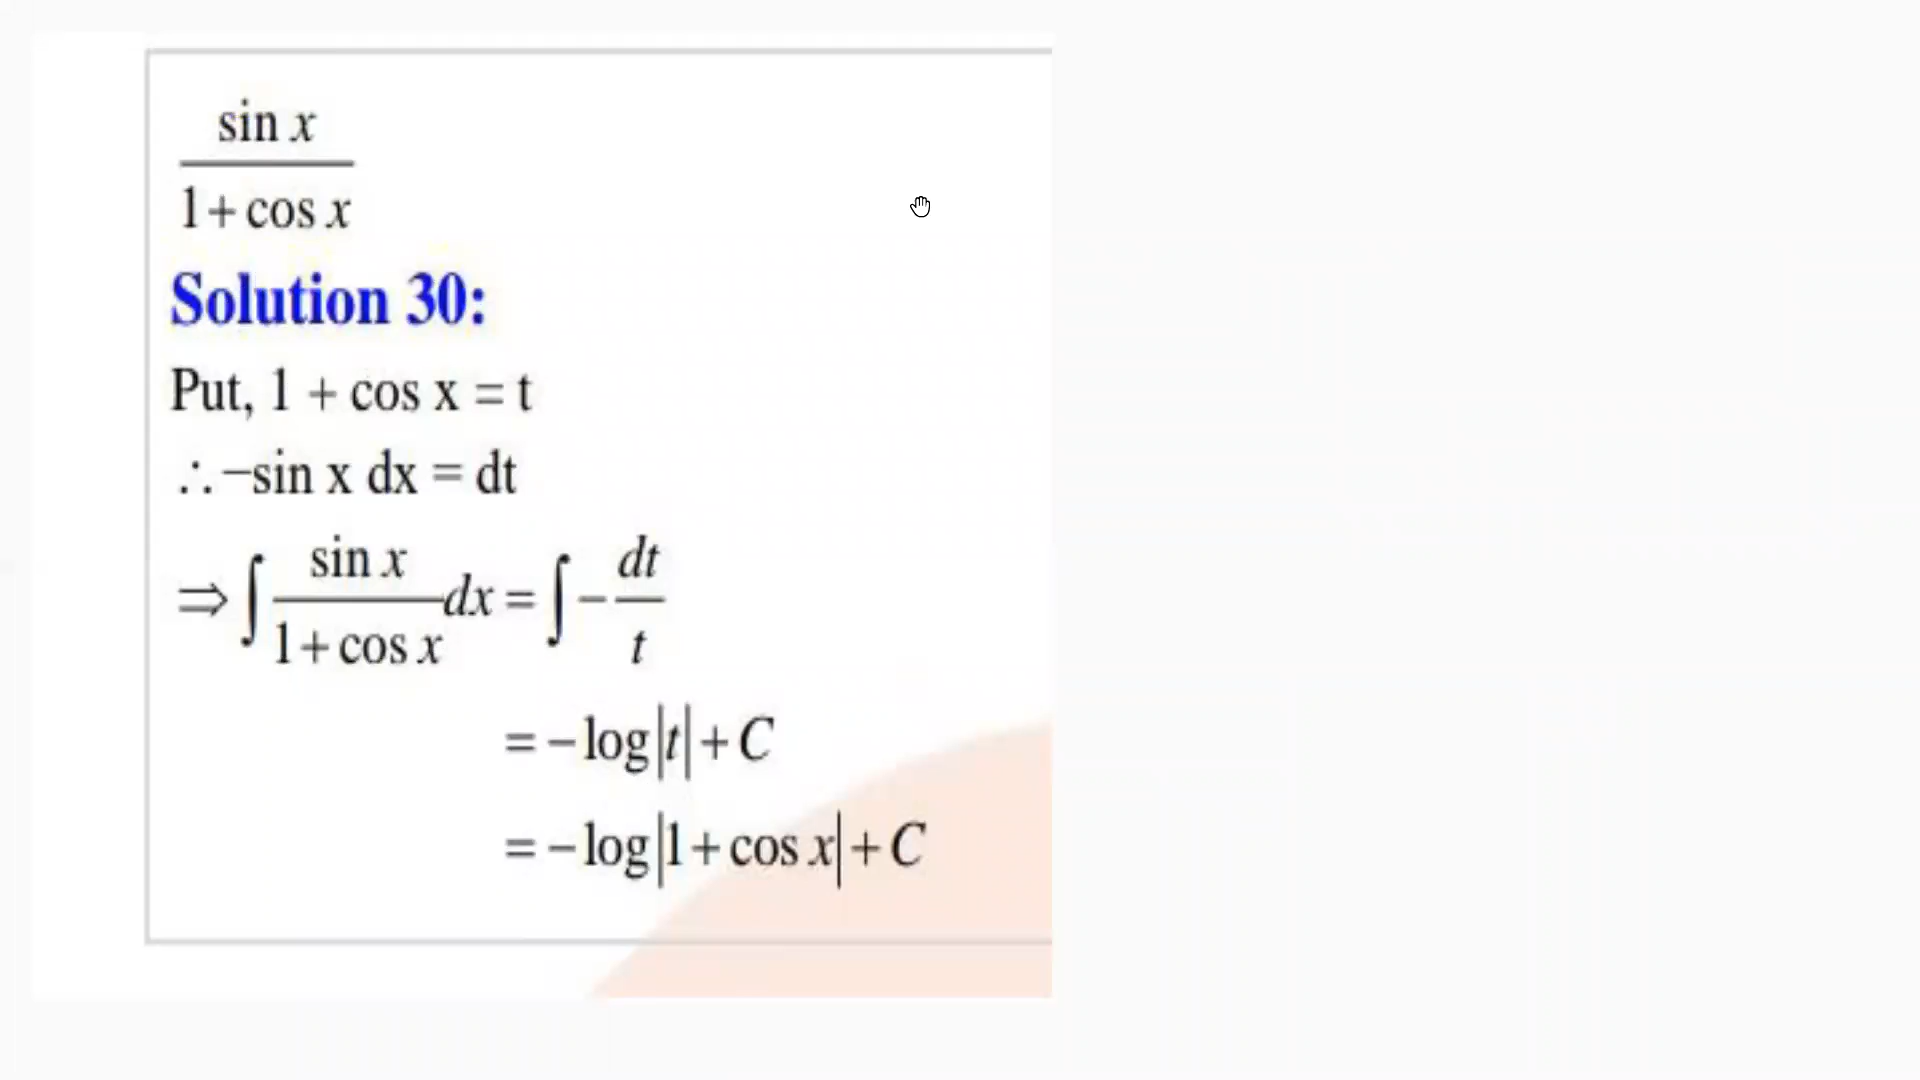 sin x
1+cos x
Solution 30:
Put, 1 + cos x = t
∴ −sin x dx = dt
⇒ ∫ sin x / 1+cos x dx = ∫ − dt / t
= −log|t|+C
= −log|1+cos x|+C